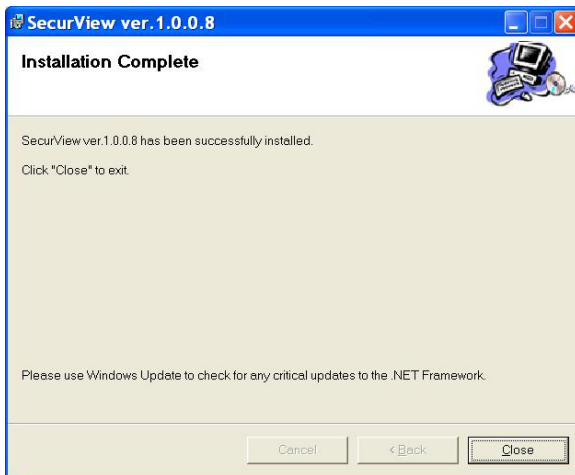 SecurView ver.1.0.0.8
Installation Complete
SecurView ver.1.0.0.8 has been successfully installed.
Click "Close" to exit.
Please use Windows Update to check for any critical updates to the .NET Framework.
Cancel
< Back
Close